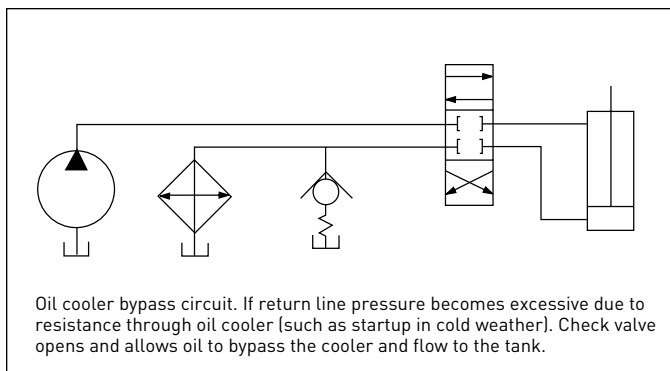 Oil cooler bypass circuit. If return line pressure becomes excessive due to
resistance through oil cooler (such as startup in cold weather). Check valve
opens and allows oil to bypass the cooler and flow to the tank.